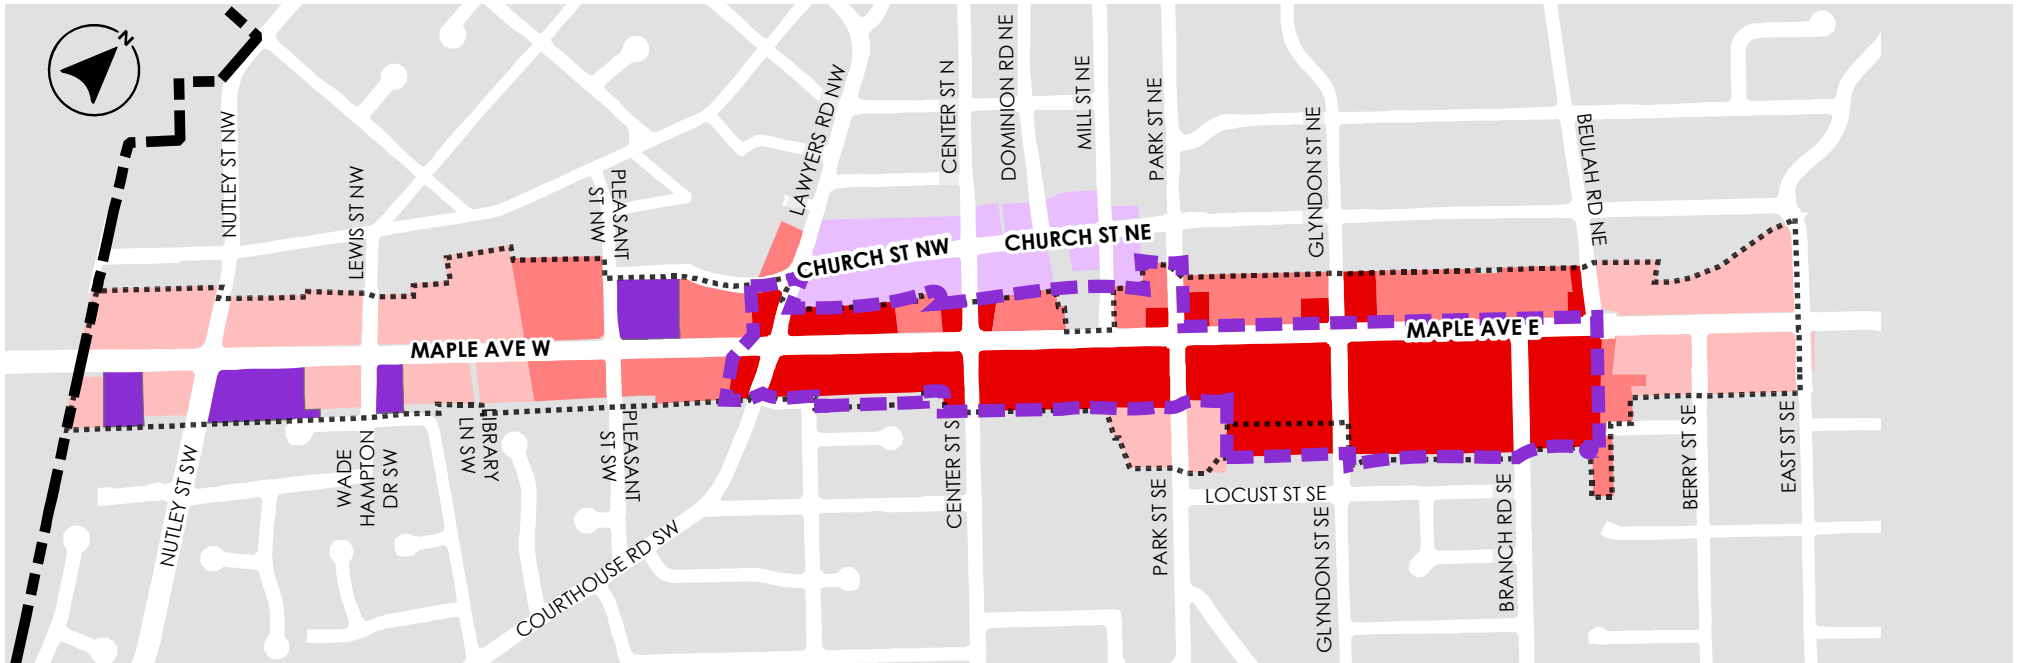 N
NUTLEY ST NW
LEWIS ST NW
PLEASANT
ST NW
LAWYERS RD NW
CENTER ST N
DOMINION RD NE
MILL ST NE
PARK ST NE
GLYNDON ST NE
BEULAH RD NE
CHURCH ST NW
CHURCH ST NE
MAPLE AVE W
MAPLE AVE E
NUTLEY ST SW
WADE
HAMPTON
DR SW
LIBRARY
LN SW
PLEASANT
ST SW
COURTHOUSE RD SW
CENTER ST S
PARK ST SE
LOCUST ST SE
GLYNDON ST SE
BRANCH RD SE
BERRY ST SE
EAST ST SE